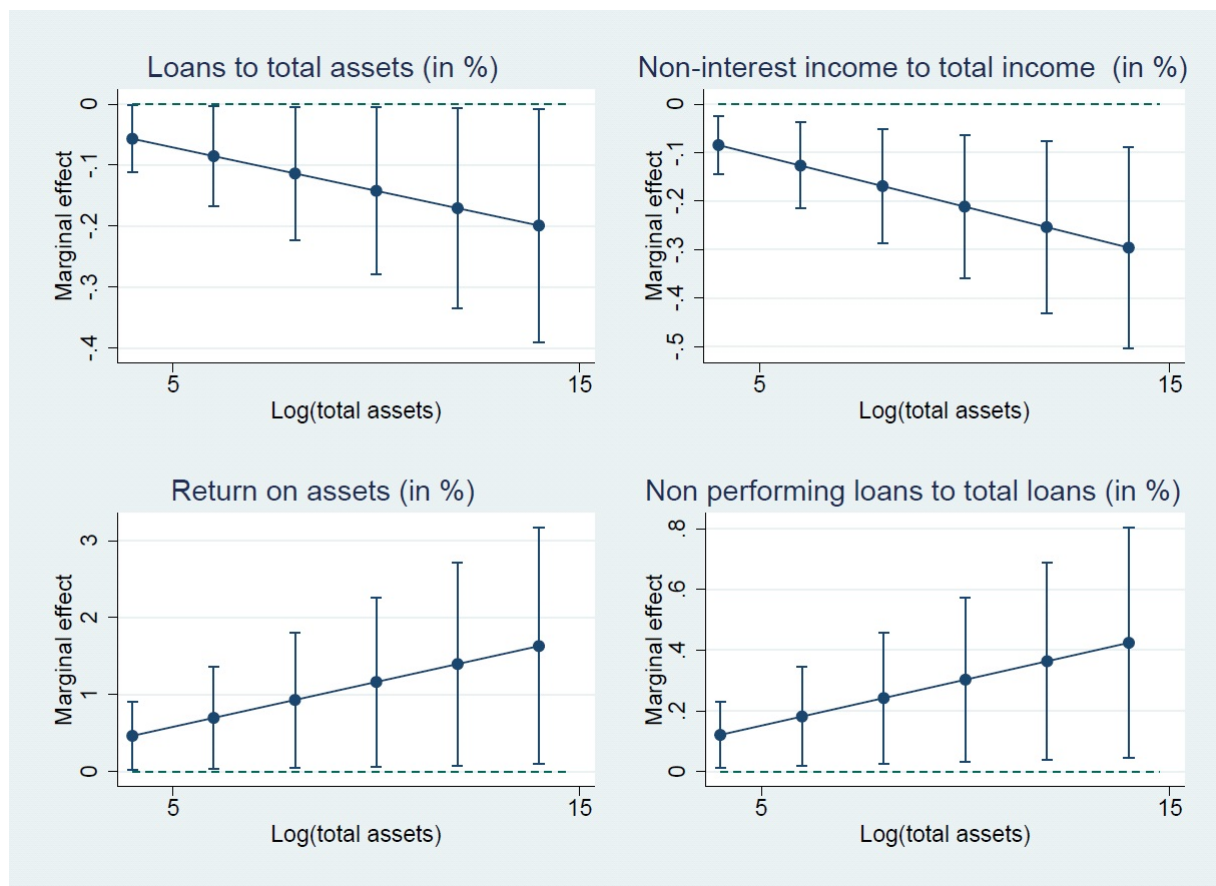 Loans to total assets (in %)
Marginal effect
0
-.1
-.2
-.3
-.4
5
15
Log(total assets)
Non-interest income to total income (in %)
Marginal effect
0
-.1
-.2
-.3
-.4
-.5
5
15
Log(total assets)
Return on assets (in %)
Marginal effect
3
2
1
0
5
15
Log(total assets)
Non performing loans to total loans (in %)
Marginal effect
.8
.6
.4
.2
0
5
15
Log(total assets)